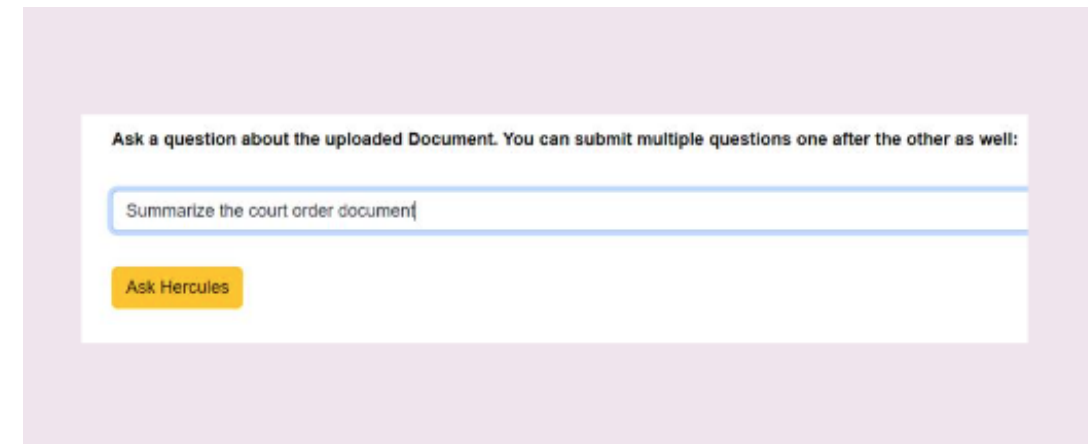 Ask a question about the uploaded Document. You can submit multiple questions one after the other as well:
Summarize the court order document
Ask Hercules